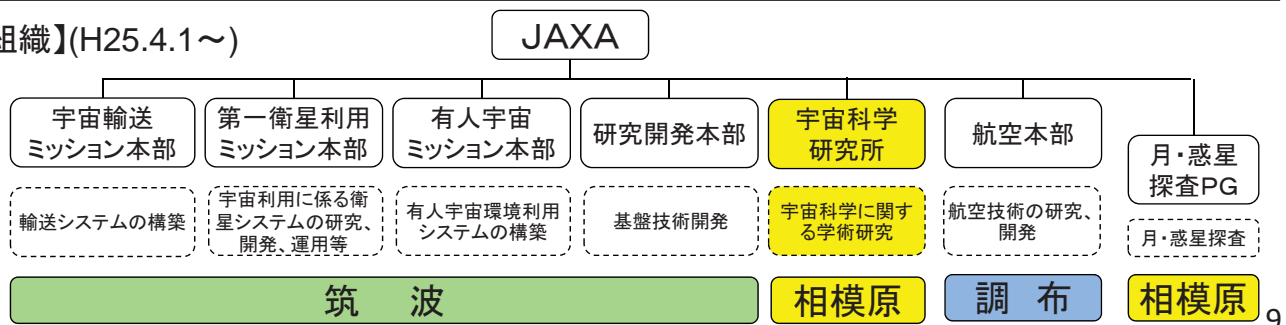 組織】(H25.4.1~)
JAXA
宇宙輸送
ミッション本部
第一衛星利用
ミッション本部
有人宇宙
ミッション本部
研究開発本部
宇宙科学
研究所
航空本部
月・惑星
探査PG
輸送システムの構築
宇宙利用に係る衛
星システムの研究、
開発、運用等
有人宇宙環境利用
システムの構築
基盤技術開発
宇宙科学に関す
る学術研究
航空技術の研究、
開発
月・惑星探査
筑 波
相模原
調 布
相模原
9